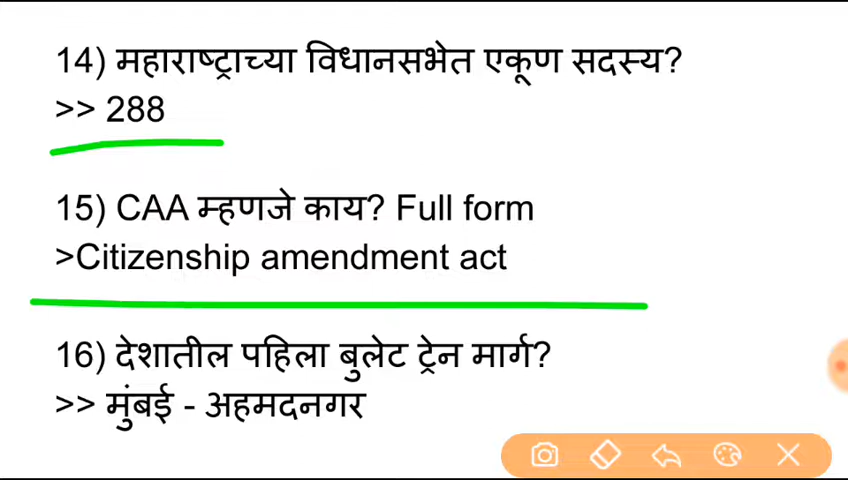 14) महाराष्ट्राच्या विधानसभेत एकूण सदस्य?
>> 288
15) CAA म्हणजे काय? Full form
>Citizenship amendment act
16) देशातील पहिला बुलेट ट्रेन मार्ग?
>> मुंबई - अहमदनगर